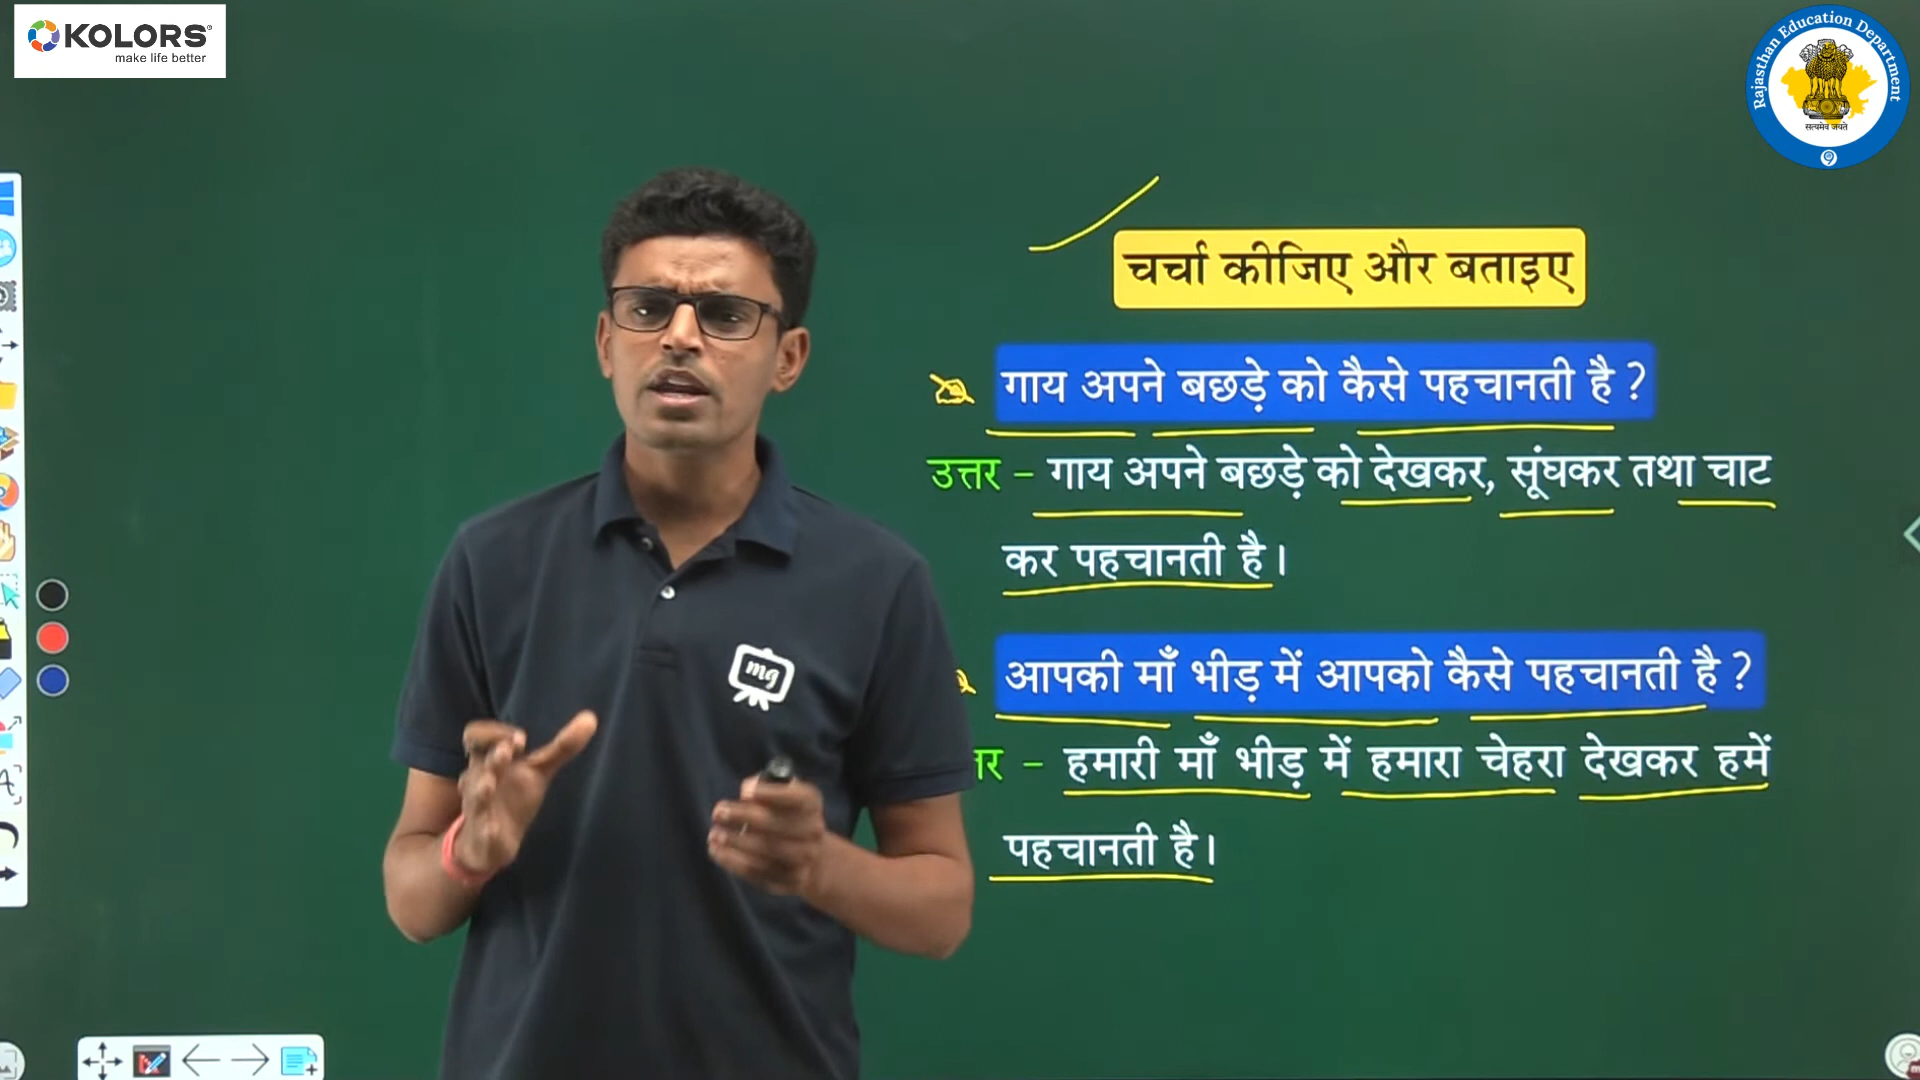 KOLORS
make life better
Rajasthan Education Department
सत्यमेव जयते
चर्चा कीजिए और बताइए
गाय अपने बछड़े को कैसे पहचानती है ?
उत्तर – गाय अपने बछड़े को देखकर, सूंघकर तथा चाट
कर पहचानती है।
आपकी माँ भीड़ में आपको कैसे पहचानती है ?
त्तर – हमारी माँ भीड़ में हमारा चेहरा देखकर हमें
पहचानती है।
mg